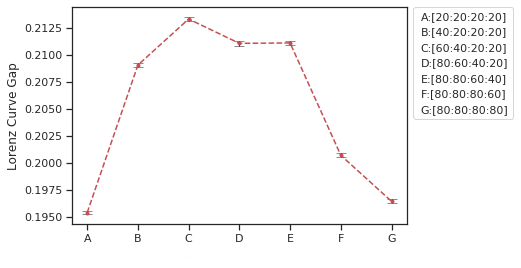 Lorenz Curve Gap
0.2125
0.2100
0.2075
0.2050
0.2025
0.2000
0.1975
0.1950
A B C D E F G
A:[20:20:20:20]
B:[40:20:20:20]
C:[60:40:20:20]
D:[80:60:40:20]
E:[80:80:60:40]
F:[80:80:80:60]
G:[80:80:80:80]